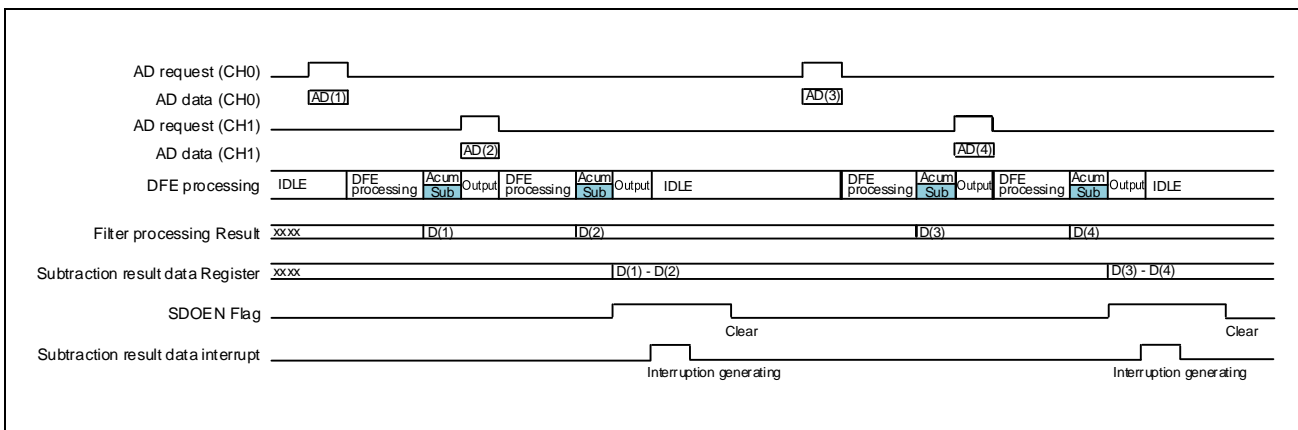 AD request (CH0)
AD data (CH0) AD(1) AD(3)
AD request (CH1)
AD data (CH1) AD(2) AD(4)
DFE processing IDLE DFE processing Acum Sub Output DFE processing Acum Sub Output IDLE DFE processing Acum Sub Output DFE processing Acum Sub Output IDLE
Filter processing Result xxxx D(1) D(2) D(3) D(4)
Subtraction result data Register xxxx D(1) - D(2) D(3) - D(4)
SDOEN Flag
Clear Clear
Subtraction result data interrupt
Interruption generating Interruption generating